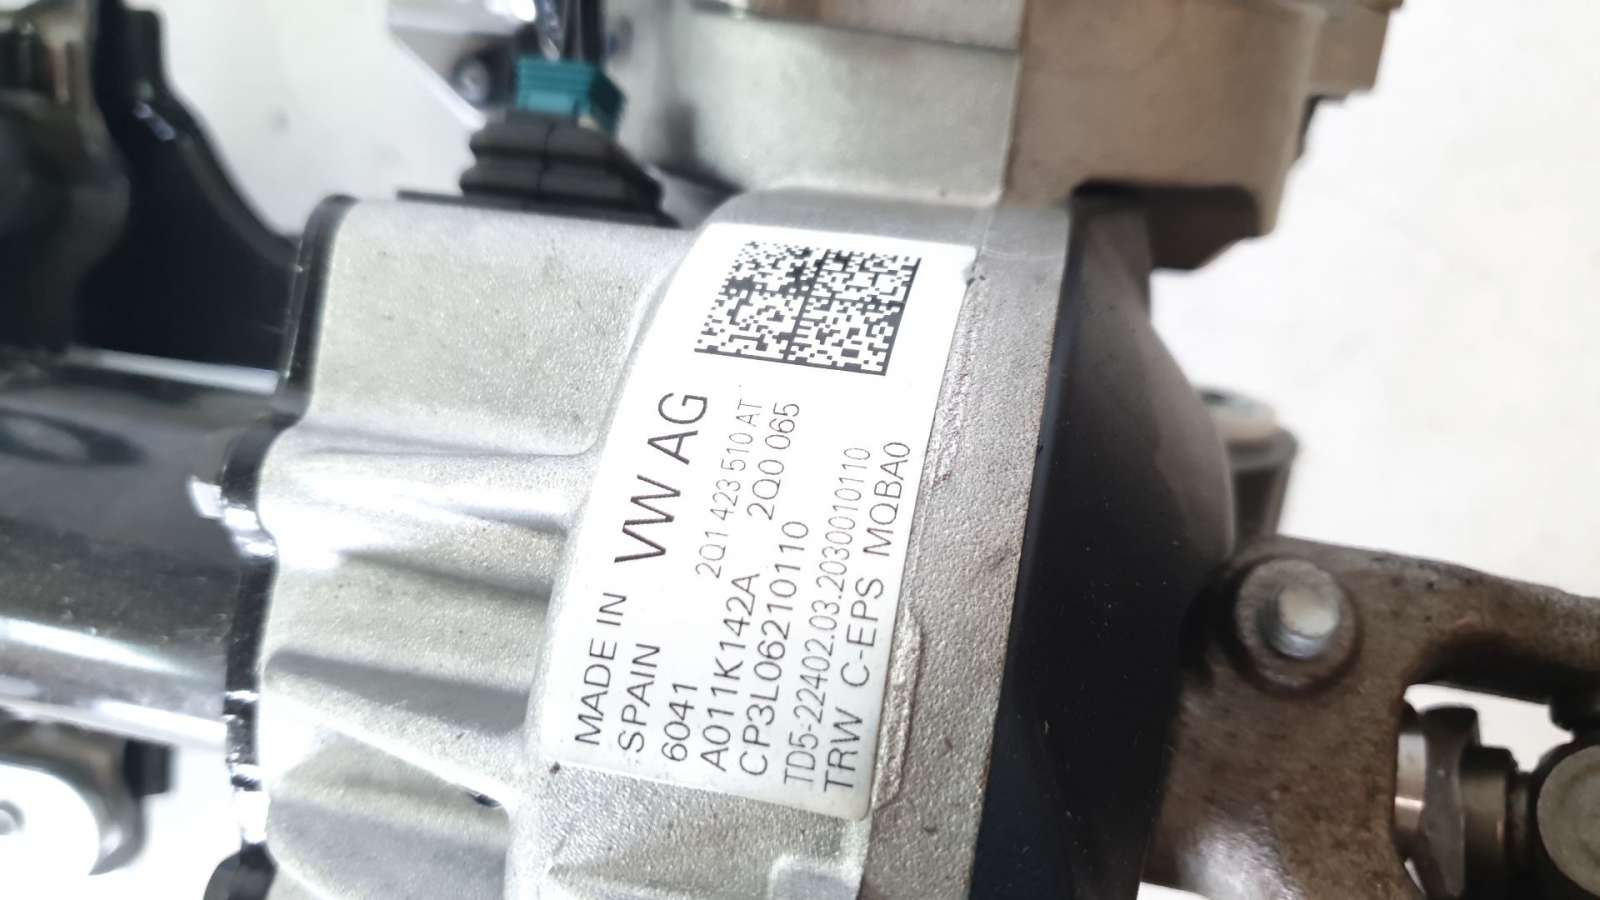 MADE IN VW AG
SPAIN
6041 2Q1 423 510 AT
A011K142A 2Q0 065
CP3L06210110
TD5-22402.03.2030010110
TRW C-EPS MQBA0